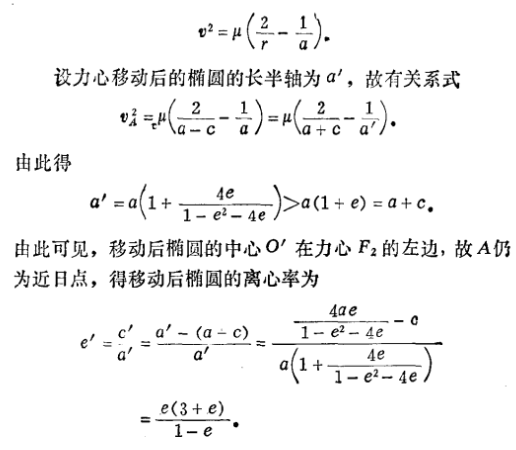 v² = μ(2/r − 1/a).
设力心移动后的椭圆的长半轴为 a′，故有关系式
v_A² = μ(2/(a−c) − 1/a) = μ(2/(a+c) − 1/a′).
由此得
a′ = a(1 + 4e/(1−e²−4e)) > a(1+e) = a+c。
由此可见，移动后椭圆的中心O′在力心F₂的左边，故A仍
为近日点，得移动后椭圆的离心率为
e′ = c′/a′ = (a′−(a−c))/a′ = (4ae/(1−e²−4e) − c)/(a(1 + 4e/(1−e²−4e)))
= e(3+e)/(1−e)。